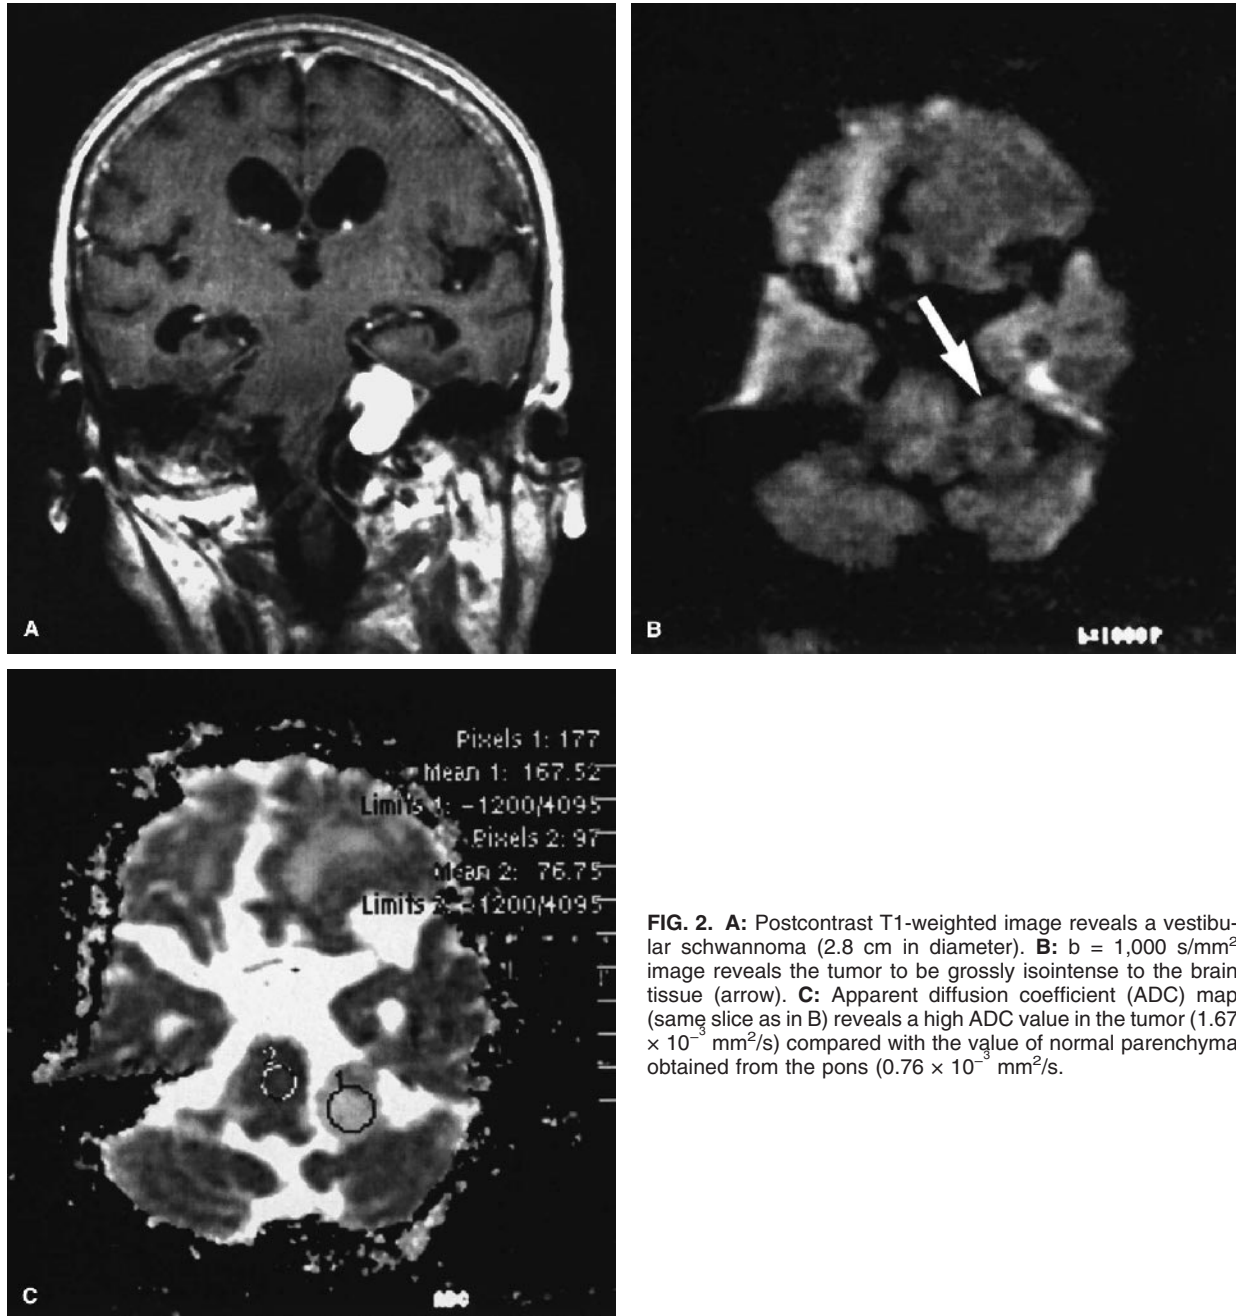 A
B
b=1000P
Pixels 1: 177
Mean 1: 167.52
Limits 1: -1200/4095
Pixels 2: 97
Mean 2: 76.75
Limits 2: -1200/4095
2
1
C
ADC
FIG. 2. A: Postcontrast T1-weighted image reveals a vestibu-
lar schwannoma (2.8 cm in diameter). B: b = 1,000 s/mm²
image reveals the tumor to be grossly isointense to the brain
tissue (arrow). C: Apparent diffusion coefficient (ADC) map
(same slice as in B) reveals a high ADC value in the tumor (1.67
× 10⁻³ mm²/s) compared with the value of normal parenchyma
obtained from the pons (0.76 × 10⁻³ mm²/s.